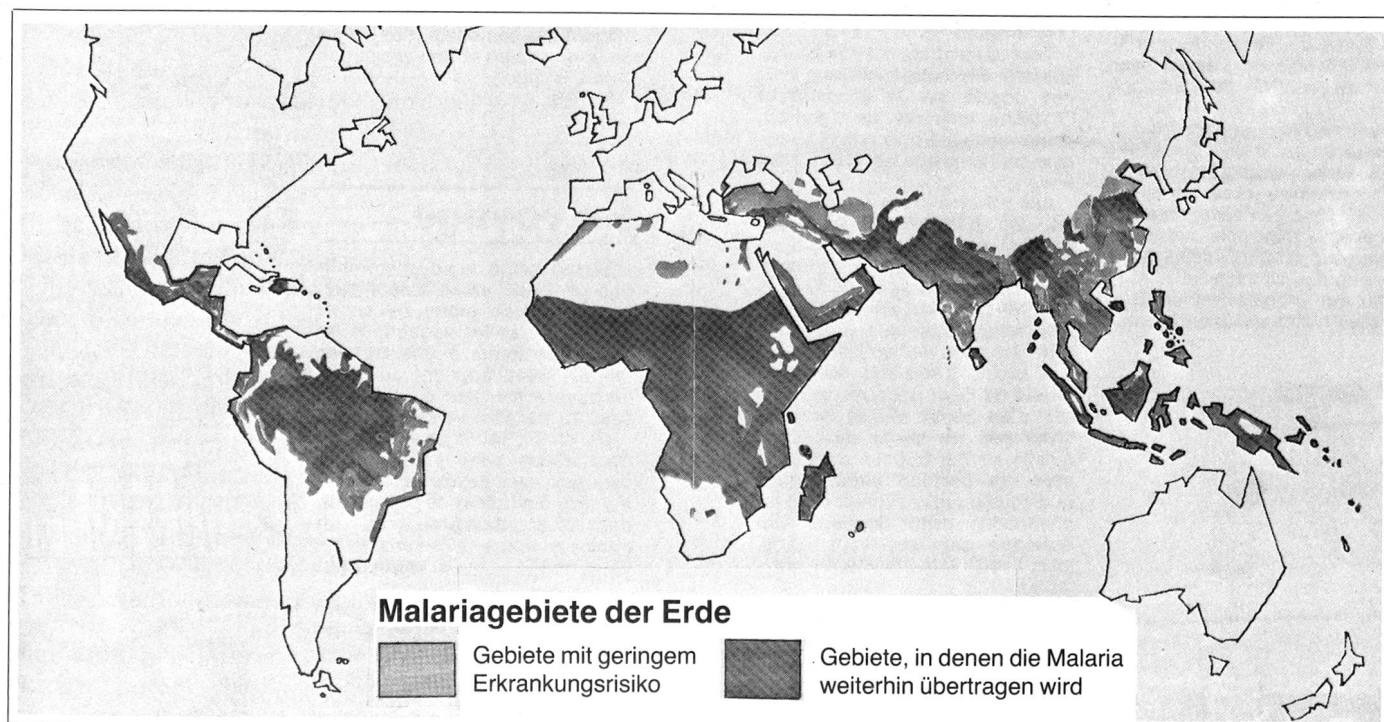 Malariagebiete der Erde
Gebiete mit geringem
Erkrankungsrisiko
Gebiete, in denen die Malaria
weiterhin übertragen wird